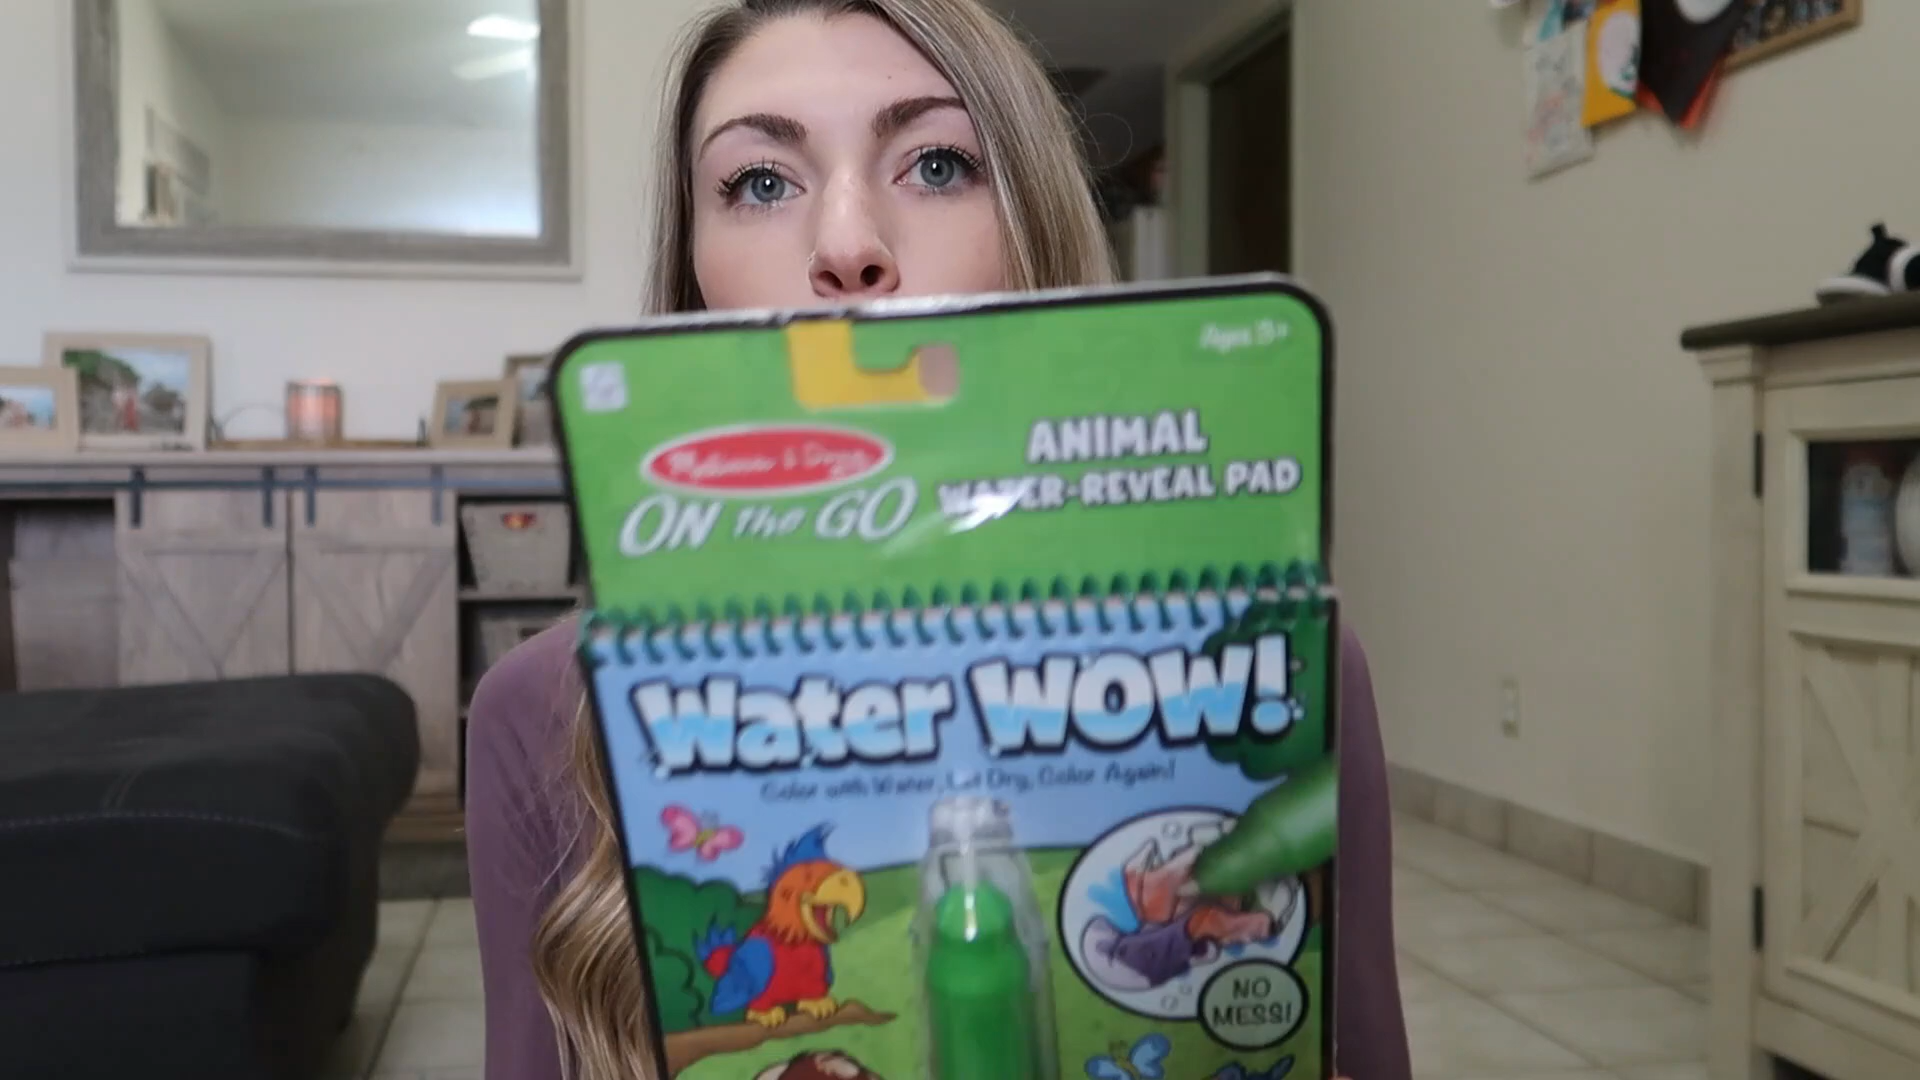 Ages 3+
Melissa & Doug
ON the GO
ANIMAL
WATER-REVEAL PAD
Water WOW!
Color with Water, Let Dry, Color Again!
NO
MESS!